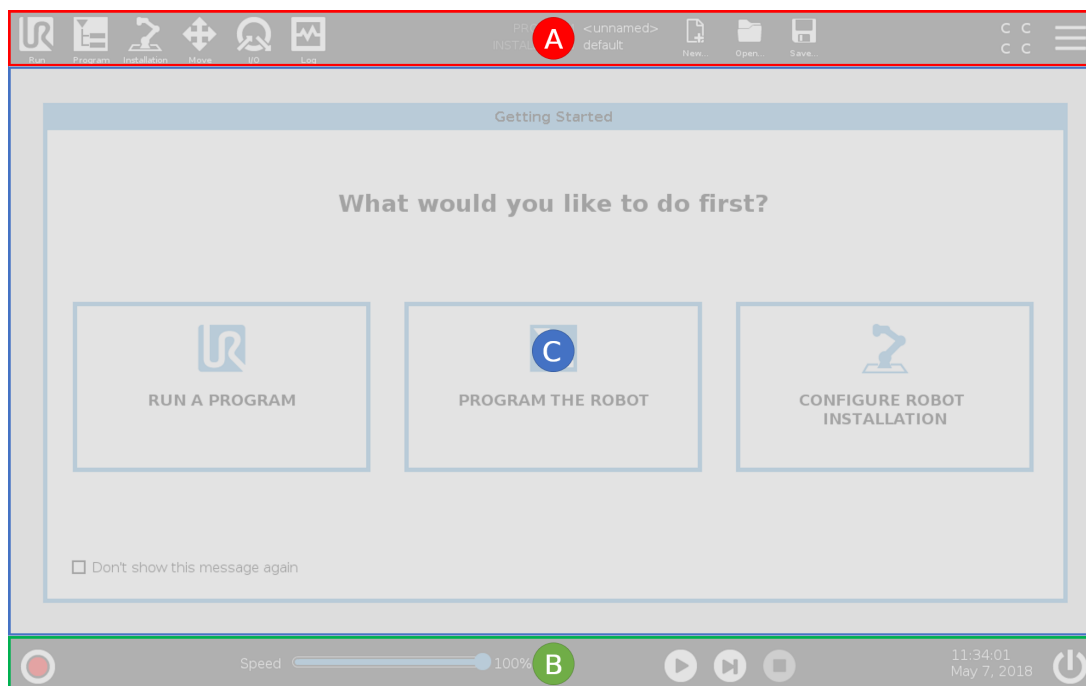 <unnamed>
A
default
C C
C C
Run
Program
Installation
Move
I/O
Log
New...
Open...
Save...
Getting Started
What would you like to do first?
C
RUN A PROGRAM
PROGRAM THE ROBOT
CONFIGURE ROBOT
INSTALLATION
Don't show this message again
Speed
100%
B
11:34:01
May 7, 2018